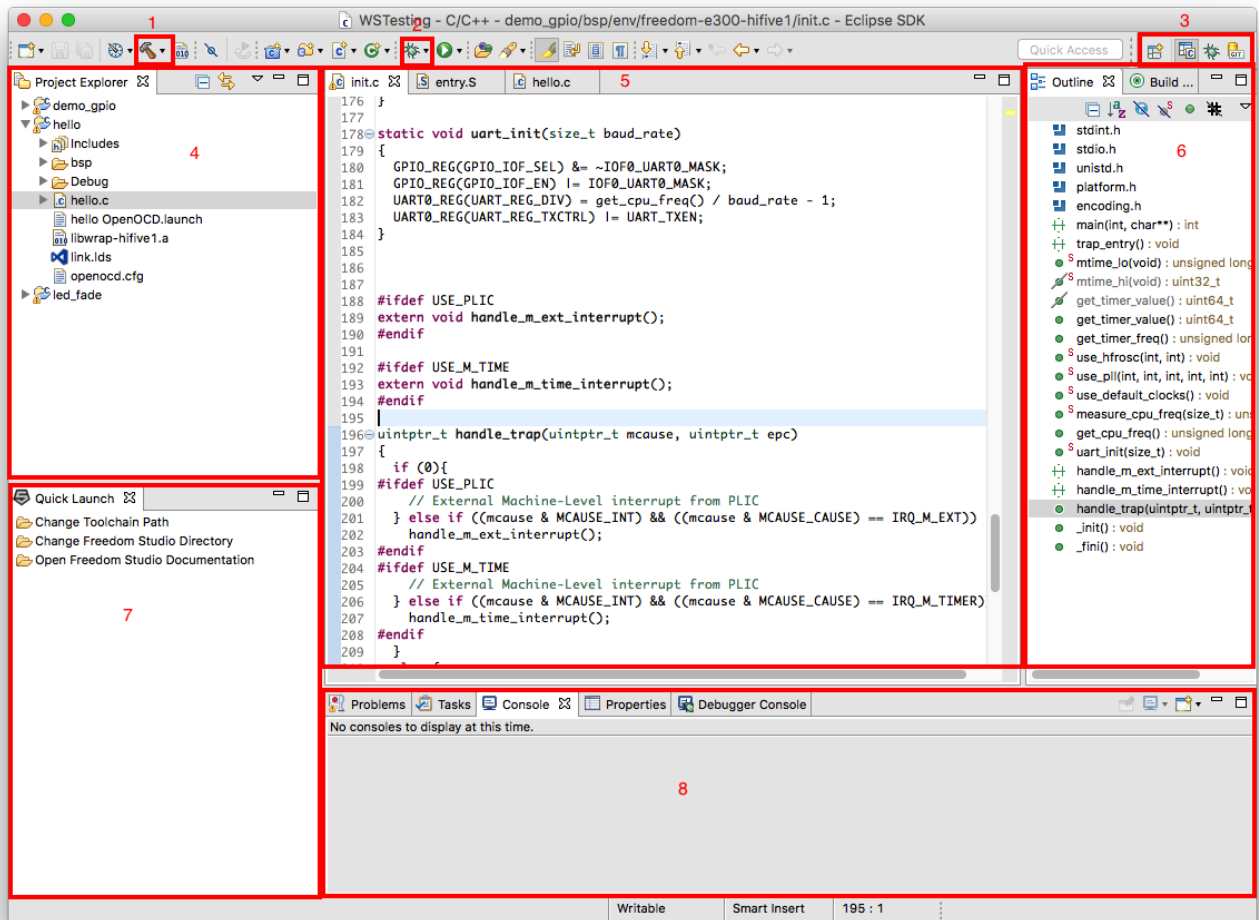 WSTesting - C/C++ - demo_gpio/bsp/env/freedom-e300-hifive1/init.c - Eclipse SDK
1
2
3
Quick Access
Project Explorer
demo_gpio
hello
Includes
bsp
Debug
hello.c
hello OpenOCD.launch
libwrap-hifive1.a
link.lds
openocd.cfg
led_fade
4
Quick Launch
Change Toolchain Path
Change Freedom Studio Directory
Open Freedom Studio Documentation
7
init.c entry.S hello.c 5
176 }
177
178 static void uart_init(size_t baud_rate)
179 {
180 GPIO_REG(GPIO_IOF_SEL) &= ~IOF0_UART0_MASK;
181 GPIO_REG(GPIO_IOF_EN) |= IOF0_UART0_MASK;
182 UART0_REG(UART_REG_DIV) = get_cpu_freq() / baud_rate - 1;
183 UART0_REG(UART_REG_TXCTRL) |= UART_TXEN;
184 }
185
186
187
188 #ifdef USE_PLIC
189 extern void handle_m_ext_interrupt();
190 #endif
191
192 #ifdef USE_M_TIME
193 extern void handle_m_time_interrupt();
194 #endif
195
196 uintptr_t handle_trap(uintptr_t mcause, uintptr_t epc)
197 {
198 if (0){
199 #ifdef USE_PLIC
200 // External Machine-Level interrupt from PLIC
201 } else if ((mcause & MCAUSE_INT) && ((mcause & MCAUSE_CAUSE) == IRQ_M_EXT))
202 handle_m_ext_interrupt();
203 #endif
204 #ifdef USE_M_TIME
205 // External Machine-Level interrupt from PLIC
206 } else if ((mcause & MCAUSE_INT) && ((mcause & MCAUSE_CAUSE) == IRQ_M_TIMER)
207 handle_m_time_interrupt();
208 #endif
209 }
Outline Build ...
stdint.h
stdio.h
6
unistd.h
platform.h
encoding.h
main(int, char**) : int
trap_entry() : void
mtime_lo(void) : unsigned long
mtime_hi(void) : uint32_t
get_timer_value() : uint64_t
get_timer_value() : uint64_t
get_timer_freq() : unsigned lon
use_hfrosc(int, int) : void
use_pll(int, int, int, int, int) : vo
use_default_clocks() : void
measure_cpu_freq(size_t) : uns
get_cpu_freq() : unsigned long
uart_init(size_t) : void
handle_m_ext_interrupt() : void
handle_m_time_interrupt() : vo
handle_trap(uintptr_t, uintptr_t
_init() : void
_fini() : void
Problems Tasks Console Properties Debugger Console
No consoles to display at this time.
8
Writable Smart Insert 195 : 1